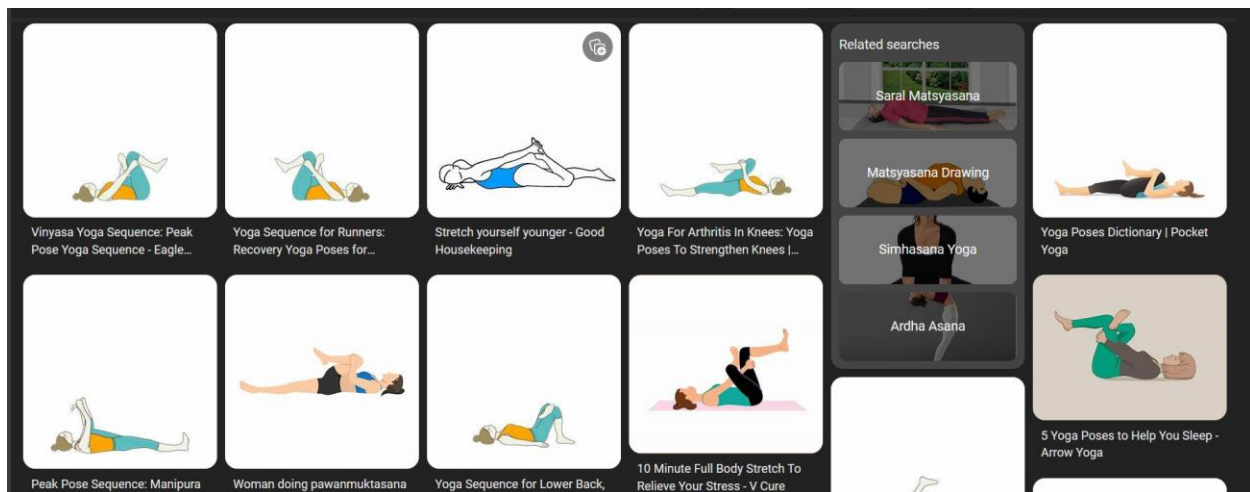 Related searches
Saral Matsyasana
Matsyasana Drawing
Simhasana Yoga
Ardha Asana
Vinyasa Yoga Sequence: Peak
Pose Yoga Sequence - Eagle...
Yoga Sequence for Runners:
Recovery Yoga Poses for...
Stretch yourself younger - Good
Housekeeping
Yoga For Arthritis In Knees: Yoga
Poses To Strengthen Knees |...
Yoga Poses Dictionary | Pocket
Yoga
Peak Pose Sequence: Manipura
Woman doing pawanmuktasana
Yoga Sequence for Lower Back,
10 Minute Full Body Stretch To
Relieve Your Stress - V Cure
5 Yoga Poses to Help You Sleep -
Arrow Yoga